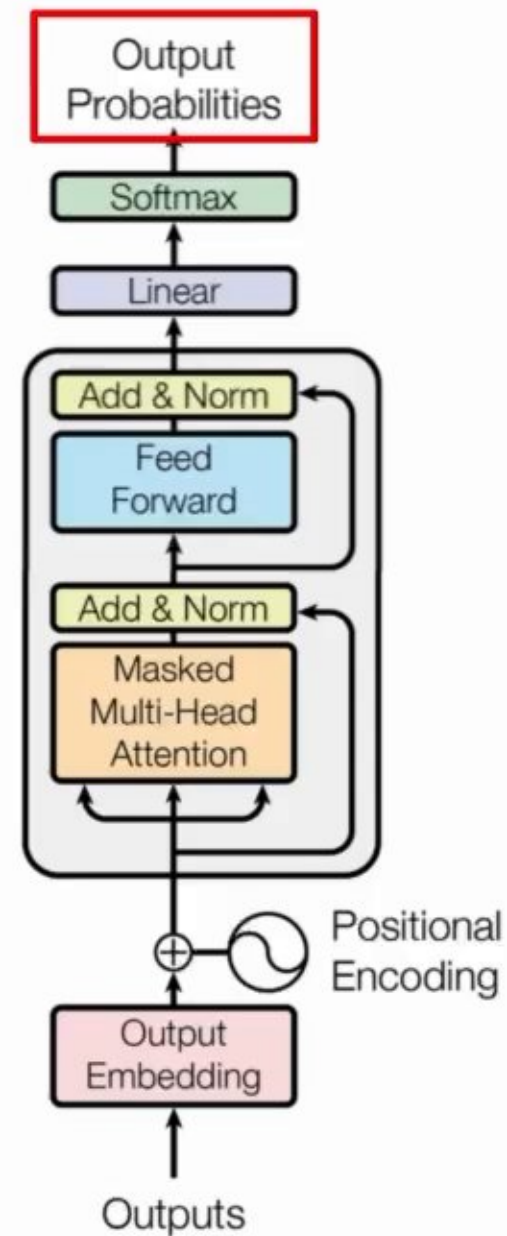 Output
Probabilities
Softmax
Linear
Add & Norm
Feed
Forward
Add & Norm
Masked
Multi-Head
Attention
Positional
Encoding
Output
Embedding
Outputs